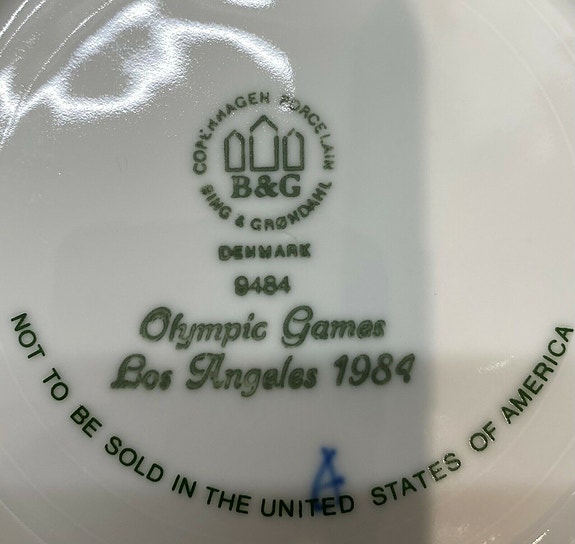 COPENHAGEN PORCELAIN
B&G
BING & GRØNDAHL
DENMARK
9484
Olympic Games
Los Angeles 1984
NOT TO BE SOLD IN THE UNITED STATES OF AMERICA